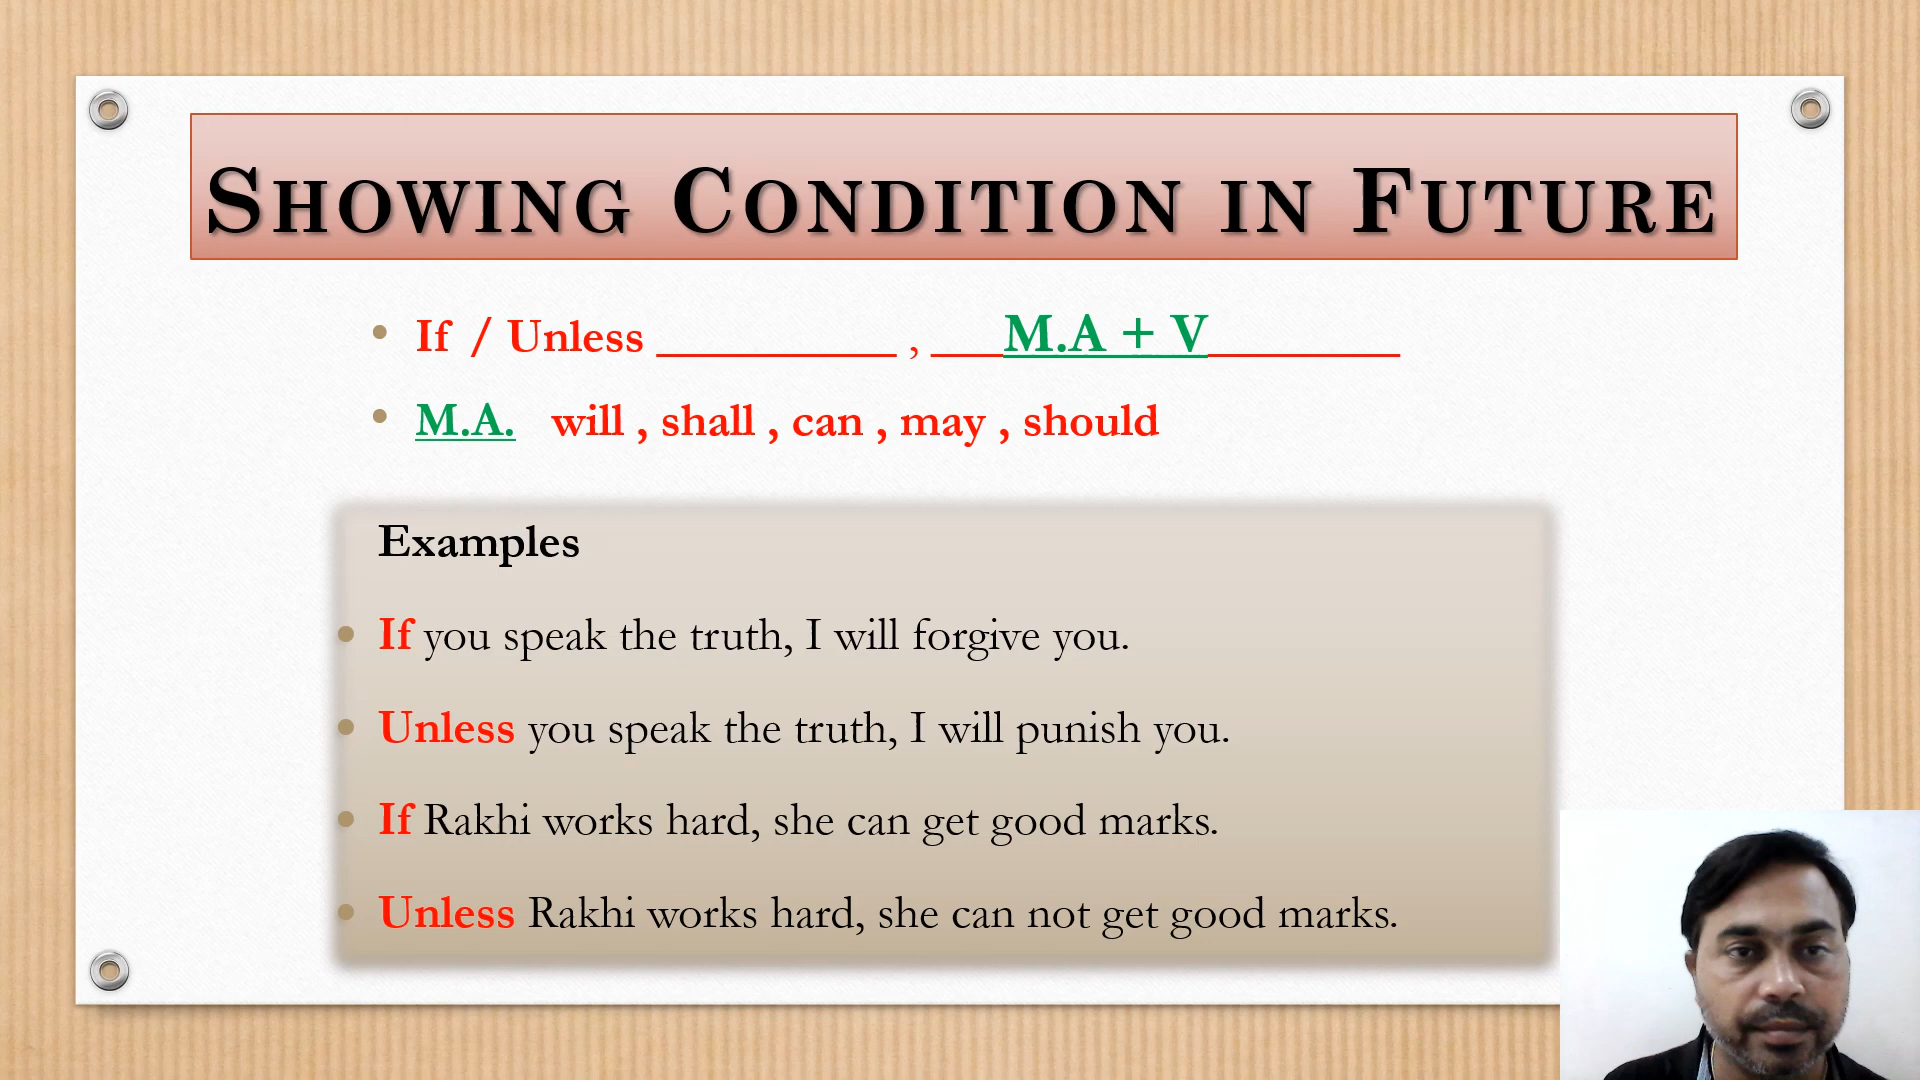 Showing Condition in Future
If / Unless __________ , ___M.A + V________
M.A. will , shall , can , may , should
Examples
If you speak the truth, I will forgive you.
Unless you speak the truth, I will punish you.
If Rakhi works hard, she can get good marks.
Unless Rakhi works hard, she can not get good marks.